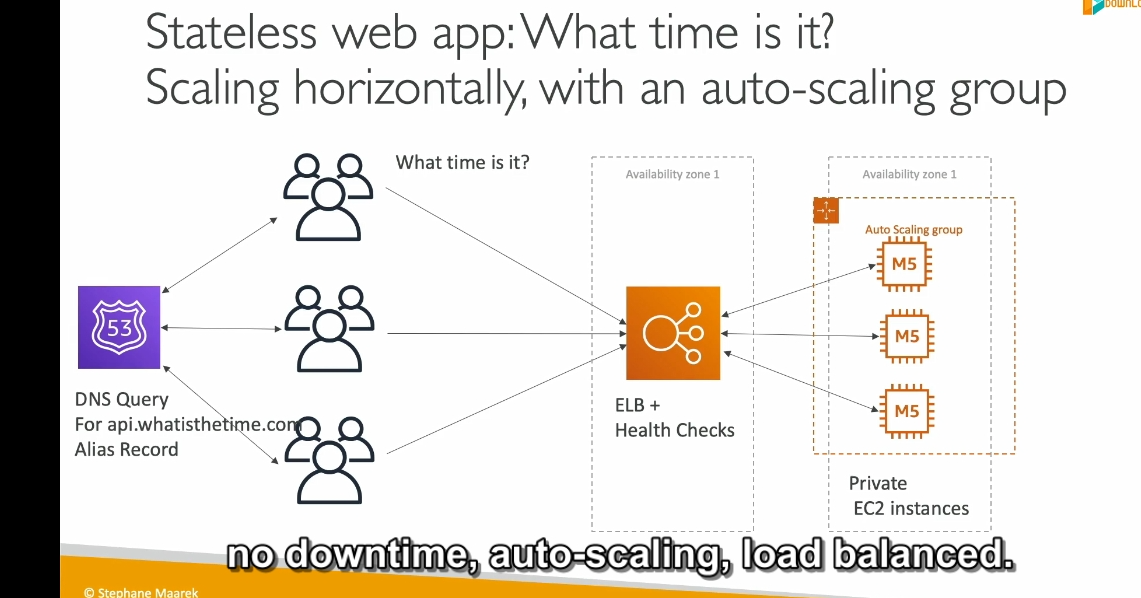 Stateless web app: What time is it?
Scaling horizontally, with an auto-scaling group
What time is it?
Availability zone 1
Availability zone 1
Auto Scaling group
M5
M5
M5
53
DNS Query
For api.whatisthetime.com
Alias Record
ELB +
Health Checks
Private
EC2 instances
no downtime, auto-scaling, load balanced.
© Stephane Maarek